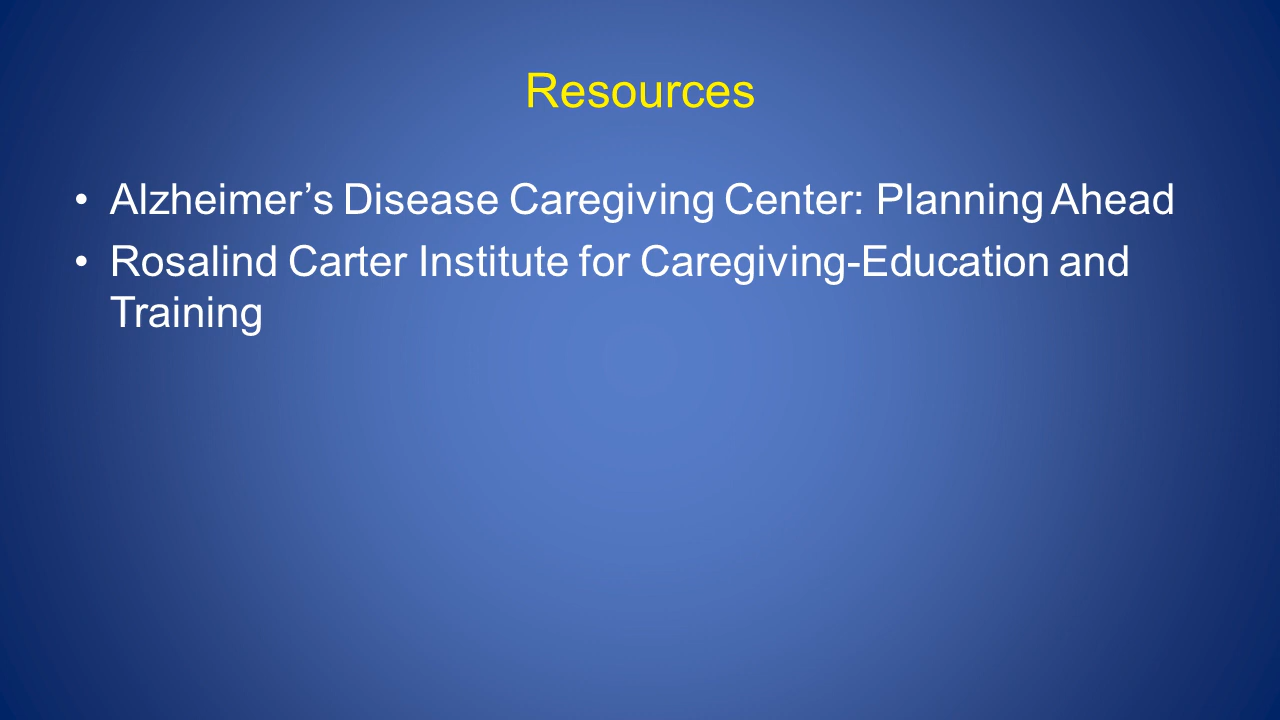 Resources
• Alzheimer’s Disease Caregiving Center: Planning Ahead
• Rosalind Carter Institute for Caregiving-Education and
Training